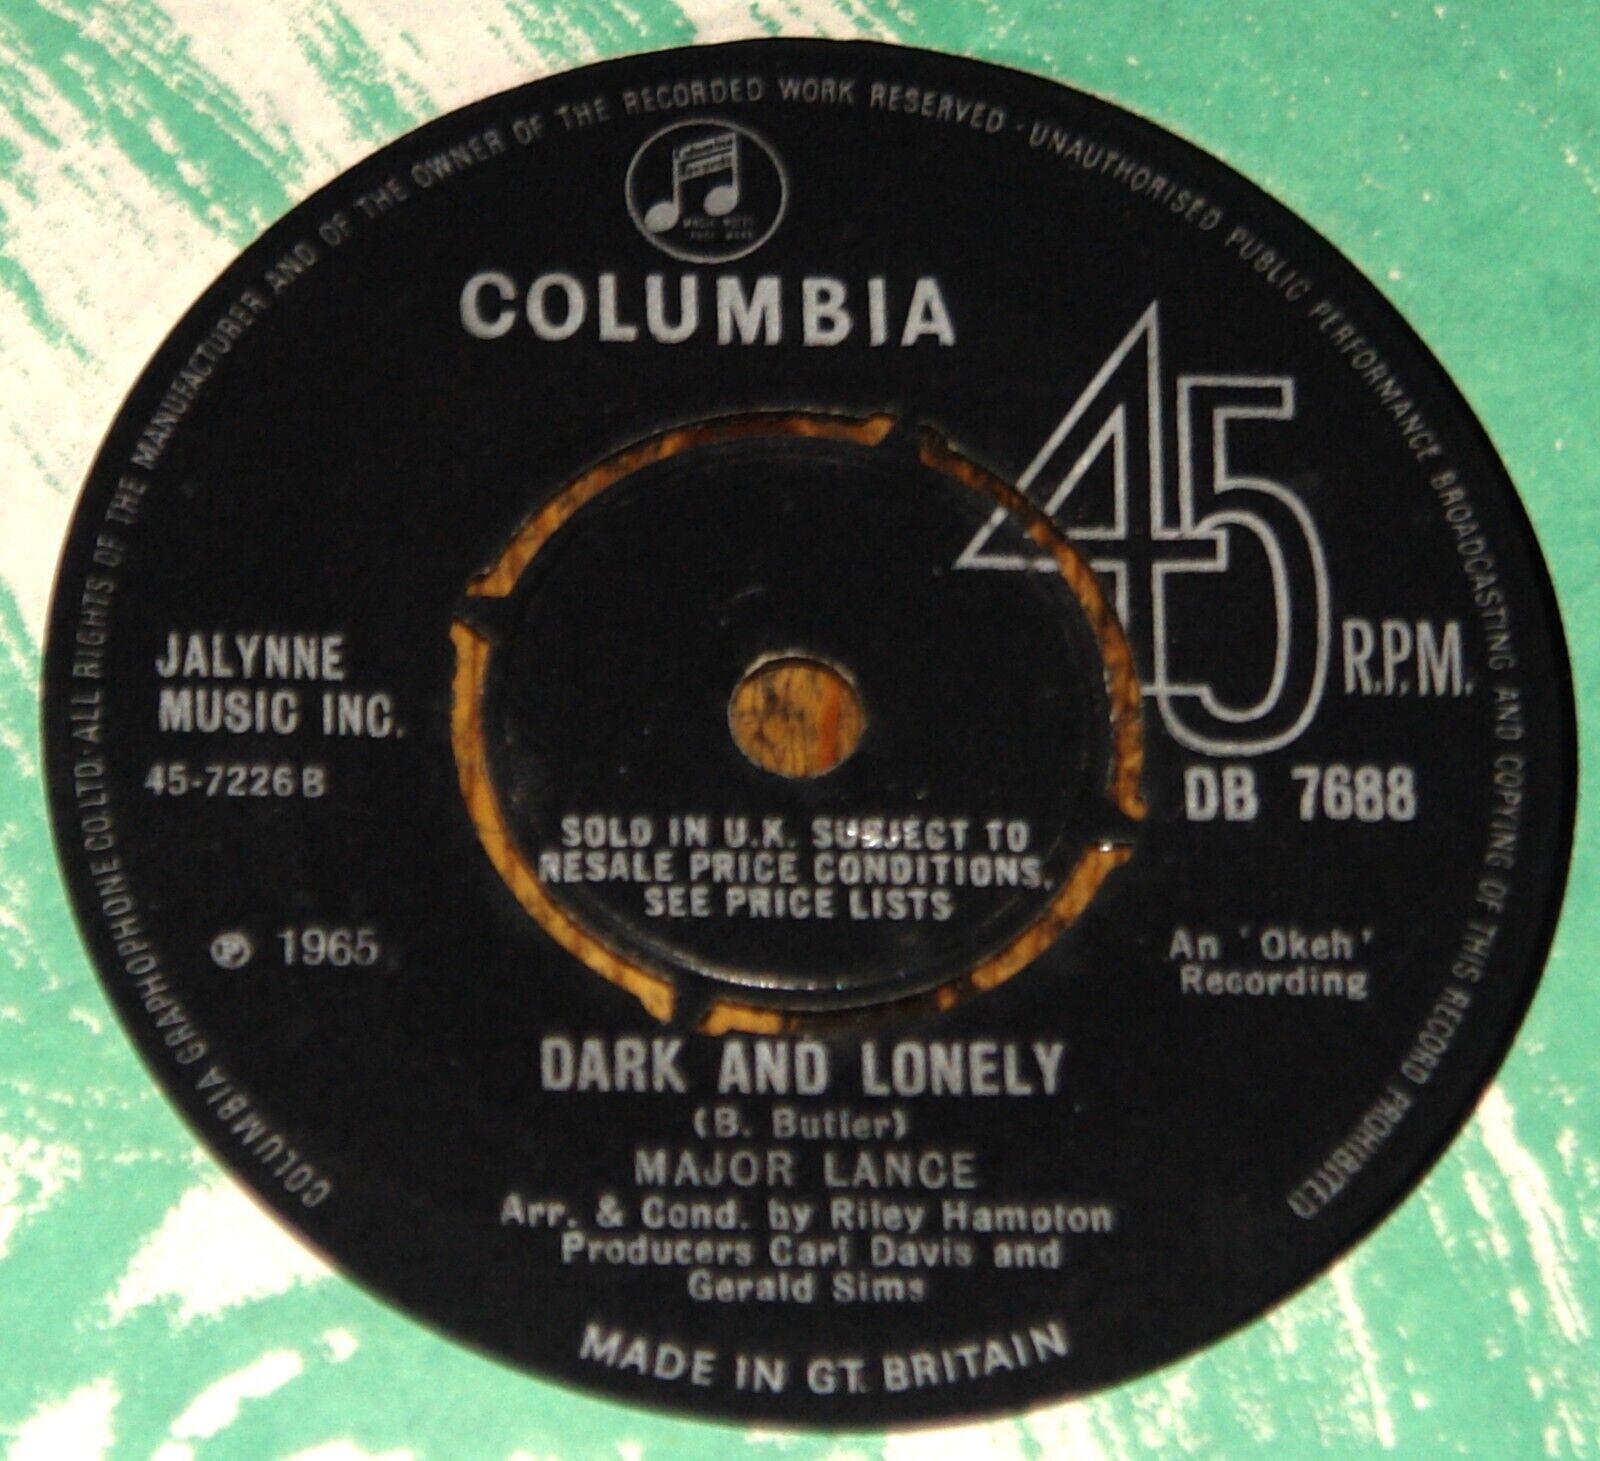 COLUMBIA GRAPHOPHONE CO. LTD. · ALL RIGHTS OF THE MANUFACTURER AND OF THE OWNER OF THE RECORDED WORK RESERVED · UNAUTHORISED PUBLIC PERFORMANCE BROADCASTING AND COPYING OF THIS RECORD PROHIBITED
COLUMBIA
45
R.P.M.
JALYNNE
MUSIC INC.
45-7226 B
DB 7688
SOLD IN U.K. SUBJECT TO
RESALE PRICE CONDITIONS,
SEE PRICE LISTS
℗ 1965
An 'Okeh'
Recording
DARK AND LONELY
(B. Butler)
MAJOR LANCE
Arr. & Cond. by Riley Hampton
Producers Carl Davis and
Gerald Sims
MADE IN GT. BRITAIN